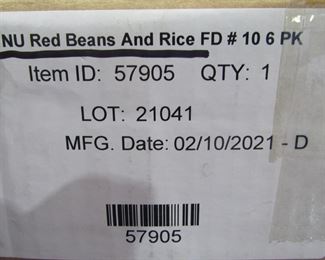 NU Red Beans And Rice FD # 10 6 PK
Item ID: 57905 QTY: 1
LOT: 21041
MFG. Date: 02/10/2021 - D
57905